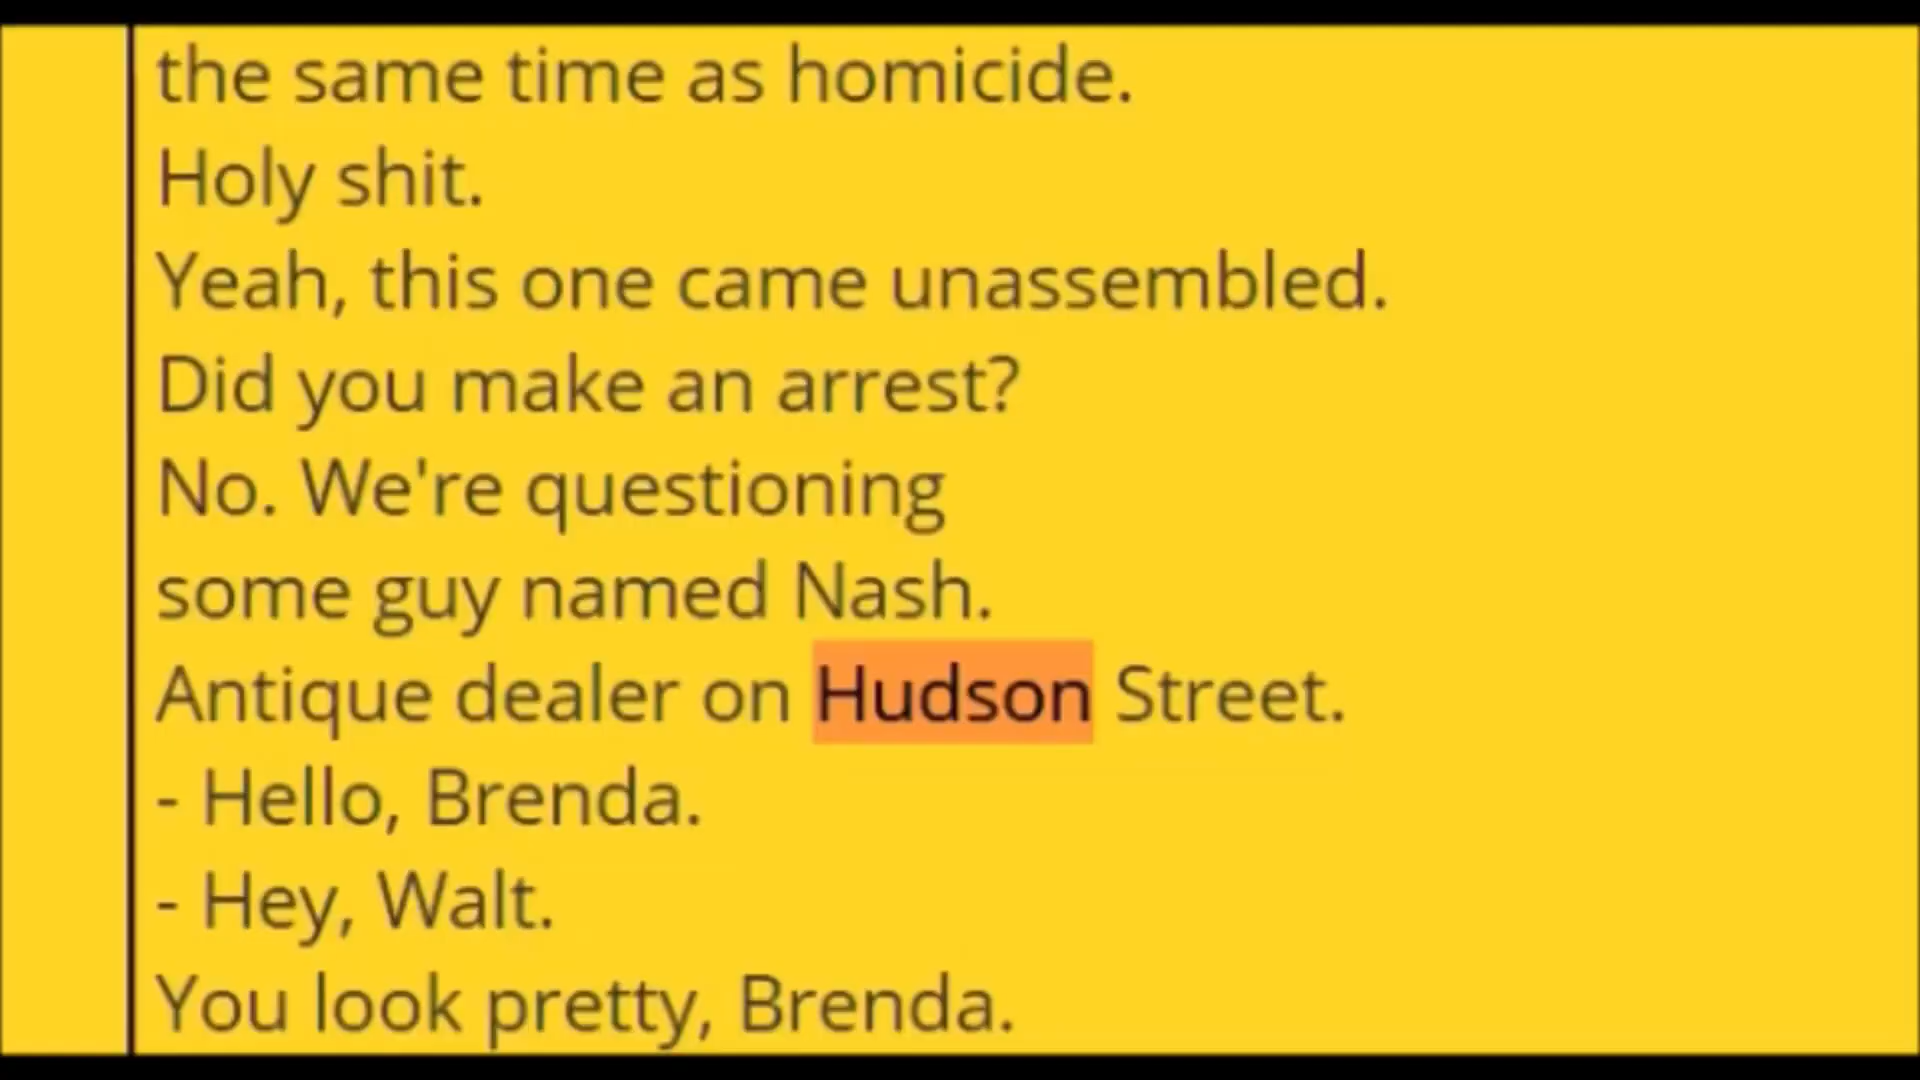 the same time as homicide.
Holy shit.
Yeah, this one came unassembled.
Did you make an arrest?
No. We're questioning
some guy named Nash.
Antique dealer on Hudson Street.
- Hello, Brenda.
- Hey, Walt.
You look pretty, Brenda.